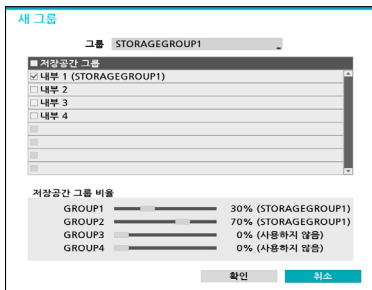 새 그룹
그룹 STORAGEGROUP1
저장공간 그룹
내부 1 (STORAGEGROUP1)
내부 2
내부 3
내부 4
저장공간 그룹 비율
GROUP1 30% (STORAGEGROUP1)
GROUP2 70% (STORAGEGROUP1)
GROUP3 0% (사용하지 않음)
GROUP4 0% (사용하지 않음)
확인 취소